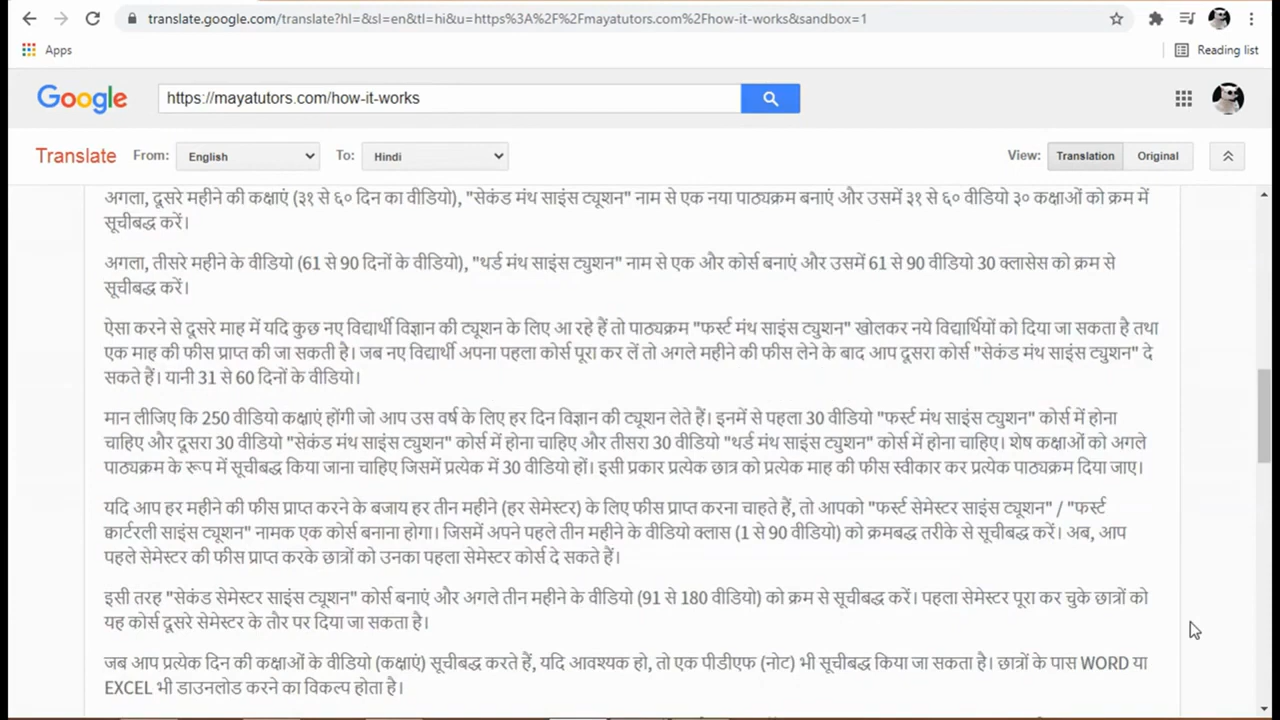 translate.google.com/translate?hl=&sl=en&tl=hi&u=https%3A%2F%2Fmayatutors.com%2Fhow-it-works&sandbox=1
Apps
Reading list
Google
https://mayatutors.com/how-it-works
Translate
From:
English
To:
Hindi
View:
Translation
Original
अगला, दूसरे महीने की कक्षाएं (३१ से ६० दिन का वीडियो), "सेकंड मंथ साइंस ट्यूशन" नाम से एक नया पाठ्यक्रम बनाएं और उसमें ३१ से ६० वीडियो ३० कक्षाओं को क्रम में
सूचीबद्ध करें।
अगला, तीसरे महीने के वीडियो (61 से 90 दिनों के वीडियो), "थर्ड मंथ साइंस ट्युशन" नाम से एक और कोर्स बनाएं और उसमें 61 से 90 वीडियो 30 क्लासेस को क्रम से
सूचीबद्ध करें।
ऐसा करने से दूसरे माह में यदि कुछ नए विद्यार्थी विज्ञान की ट्यूशन के लिए आ रहे हैं तो पाठ्यक्रम "फर्स्ट मंथ साइंस ट्युशन" खोलकर नये विद्यार्थियों को दिया जा सकता है तथा
एक माह की फीस प्राप्त की जा सकती है। जब नए विद्यार्थी अपना पहला कोर्स पूरा कर लें तो अगले महीने की फीस लेने के बाद आप दूसरा कोर्स "सेकंड मंथ साइंस ट्युशन" दे
सकते हैं। यानी 31 से 60 दिनों के वीडियो।
मान लीजिए कि 250 वीडियो कक्षाएं होंगी जो आप उस वर्ष के लिए हर दिन विज्ञान की ट्यूशन लेते हैं। इनमें से पहला 30 वीडियो "फर्स्ट मंथ साइंस ट्युशन" कोर्स में होना
चाहिए और दूसरा 30 वीडियो "सेकंड मंथ साइंस ट्युशन" कोर्स में होना चाहिए और तीसरा 30 वीडियो "थर्ड मंथ साइंस ट्युशन" कोर्स में होना चाहिए। शेष कक्षाओं को अगले
पाठ्यक्रम के रूप में सूचीबद्ध किया जाना चाहिए जिसमें प्रत्येक में 30 वीडियो हों। इसी प्रकार प्रत्येक छात्र को प्रत्येक माह की फीस स्वीकार कर प्रत्येक पाठ्यक्रम दिया जाए।
यदि आप हर महीने की फीस प्राप्त करने के बजाय हर तीन महीने (हर सेमेस्टर) के लिए फीस प्राप्त करना चाहते हैं, तो आपको "फर्स्ट सेमेस्टर साइंस ट्यूशन" / "फर्स्ट
क्वार्टरली साइंस ट्यूशन" नामक एक कोर्स बनाना होगा। जिसमें अपने पहले तीन महीने के वीडियो क्लास (1 से 90 वीडियो) को क्रमबद्ध तरीके से सूचीबद्ध करें। अब, आप
पहले सेमेस्टर की फीस प्राप्त करके छात्रों को उनका पहला सेमेस्टर कोर्स दे सकते हैं।
इसी तरह "सेकंड सेमेस्टर साइंस ट्यूशन" कोर्स बनाएं और अगले तीन महीने के वीडियो (91 से 180 वीडियो) को क्रम से सूचीबद्ध करें। पहला सेमेस्टर पूरा कर चुके छात्रों को
यह कोर्स दूसरे सेमेस्टर के तौर पर दिया जा सकता है।
जब आप प्रत्येक दिन की कक्षाओं के वीडियो (कक्षाएं) सूचीबद्ध करते हैं, यदि आवश्यक हो, तो एक पीडीएफ (नोट) भी सूचीबद्ध किया जा सकता है। छात्रों के पास WORD या
EXCEL भी डाउनलोड करने का विकल्प होता है।